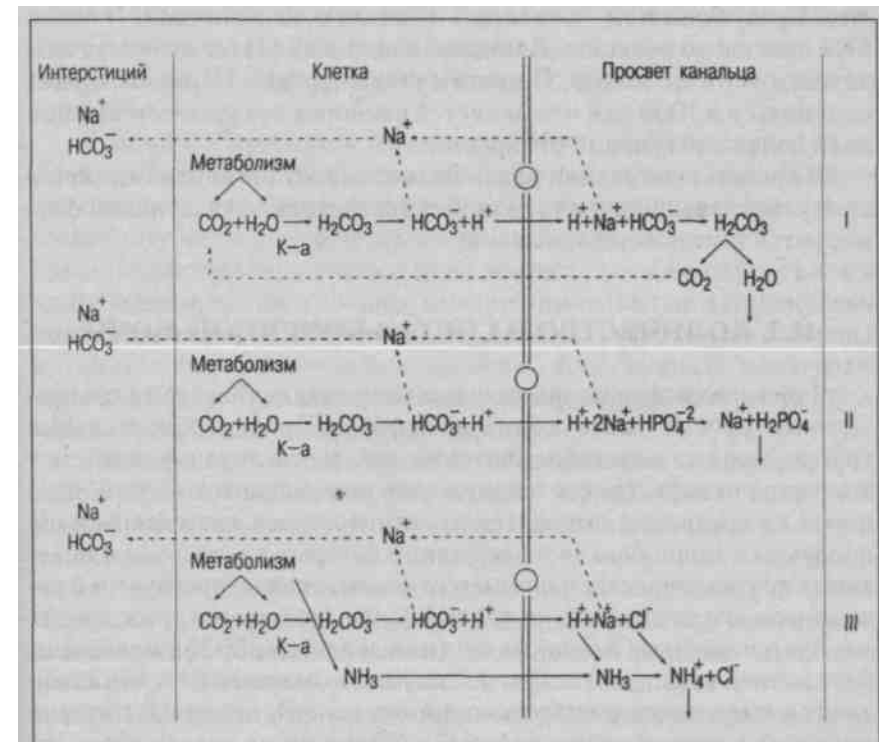 Интерстиций Клетка Просвет канальца
Na⁺ Na⁺ Na⁺
HCO₃⁻
Метаболизм
CO₂+H₂O → H₂CO₃ → HCO₃⁻+H⁺ → H⁺+Na⁺+HCO₃⁻ → H₂CO₃ I
К–а
CO₂ H₂O
Na⁺
HCO₃⁻ Na⁺
Метаболизм
CO₂+H₂O → H₂CO₃ → HCO₃⁻+H⁺ → H⁺+2Na⁺+HPO₄⁻² → Na⁺+H₂PO₄⁻ II
К–а
Na⁺
HCO₃⁻ Na⁺
Метаболизм
CO₂+H₂O H₂CO₃ → HCO₃⁻+H⁺ → H⁺+Na⁺+Cl⁻ III
К–а
NH₃ → NH₃ → NH₄⁺+Cl⁻